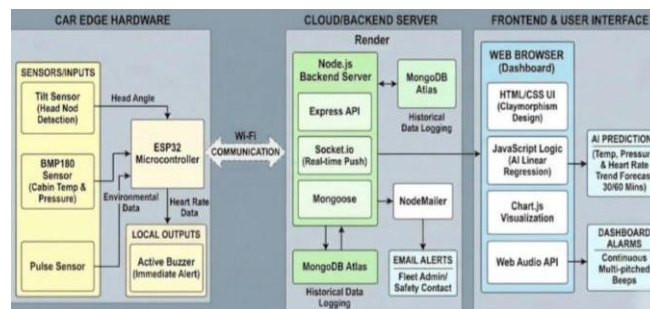 CAR EDGE HARDWARE
SENSORS/INPUTS
Tilt Sensor
(Head Nod
Detection)
BMP180
Sensor
(Cabin Temp &
Pressure)
Pulse Sensor
Head Angle
Environmental
Data
ESP32
Microcontroller
Heart Rate
Data
LOCAL OUTPUTS
Active Buzzer
(Immediate Alert)
Wi-Fi
COMMUNICATION
CLOUD/BACKEND SERVER
Render
Node.js
Backend Server
Express API
Socket.io
(Real-time Push)
Mongoose
MongoDB
Atlas
Historical
Data Logging
NodeMailer
MongoDB Atlas
Historical Data
Logging
EMAIL ALERTS
Fleet Admin/
Safety Contact
FRONTEND & USER INTERFACE
WEB BROWSER
(Dashboard)
HTML/CSS UI
(Claymorphism
Design)
JavaScript Logic
(AI Linear
Regression)
Chart.js
Visualization
Web Audio API
AI PREDICTION
(Temp, Pressure
& Heart Rate
Trend Forecast
30/60 Mins)
DASHBOARD
ALARMS
Continuous
Multi-pitched
Beeps